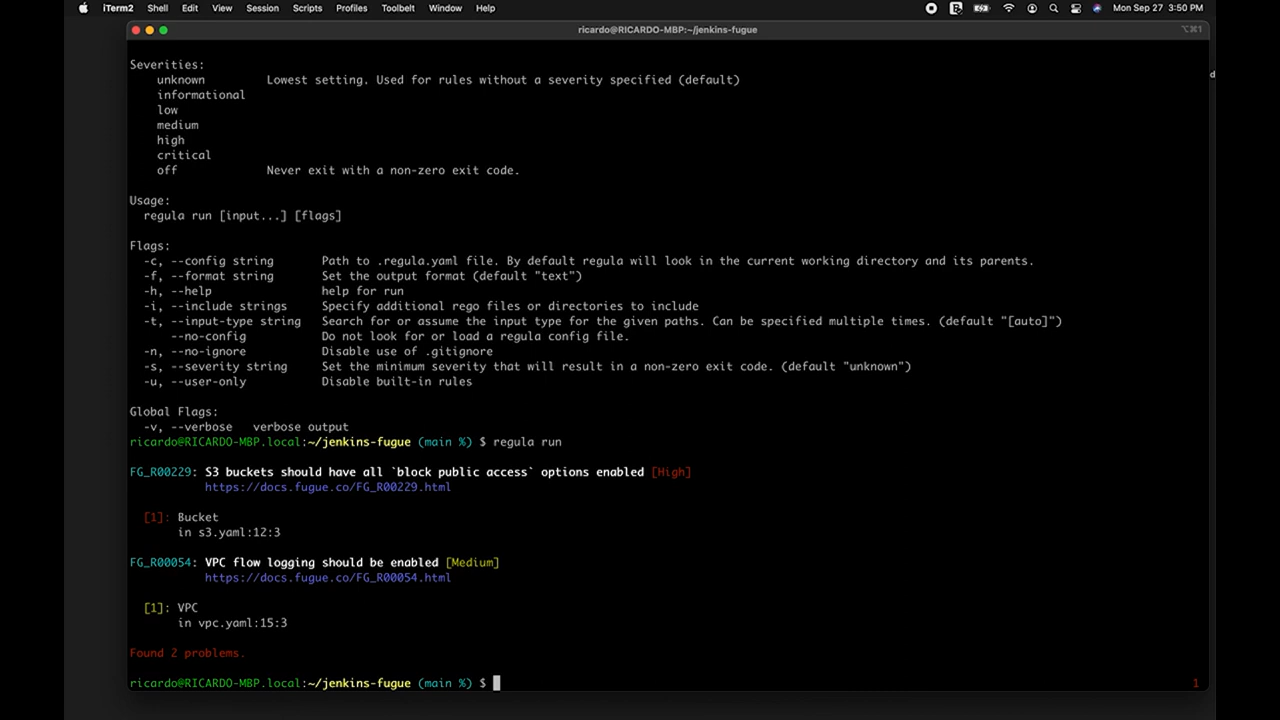 iTerm2 Shell Edit View Session Scripts Profiles Toolbelt Window Help Mon Sep 27 3:50 PM
ricardo@RICARDO-MBP:~/jenkins-fugue ⌥⌘1
Severities:
unknown Lowest setting. Used for rules without a severity specified (default)
informational
low
medium
high
critical
off Never exit with a non-zero exit code.
Usage:
regula run [input...] [flags]
Flags:
-c, --config string Path to .regula.yaml file. By default regula will look in the current working directory and its parents.
-f, --format string Set the output format (default "text")
-h, --help help for run
-i, --include strings Specify additional rego files or directories to include
-t, --input-type string Search for or assume the input type for the given paths. Can be specified multiple times. (default "[auto]")
--no-config Do not look for or load a regula config file.
-n, --no-ignore Disable use of .gitignore
-s, --severity string Set the minimum severity that will result in a non-zero exit code. (default "unknown")
-u, --user-only Disable built-in rules
Global Flags:
-v, --verbose verbose output
ricardo@RICARDO-MBP.local:~/jenkins-fugue (main %) $ regula run
FG_R00229: S3 buckets should have all `block public access` options enabled [High]
https://docs.fugue.co/FG_R00229.html
[1]: Bucket
in s3.yaml:12:3
FG_R00054: VPC flow logging should be enabled [Medium]
https://docs.fugue.co/FG_R00054.html
[1]: VPC
in vpc.yaml:15:3
Found 2 problems.
ricardo@RICARDO-MBP.local:~/jenkins-fugue (main %) $ 1